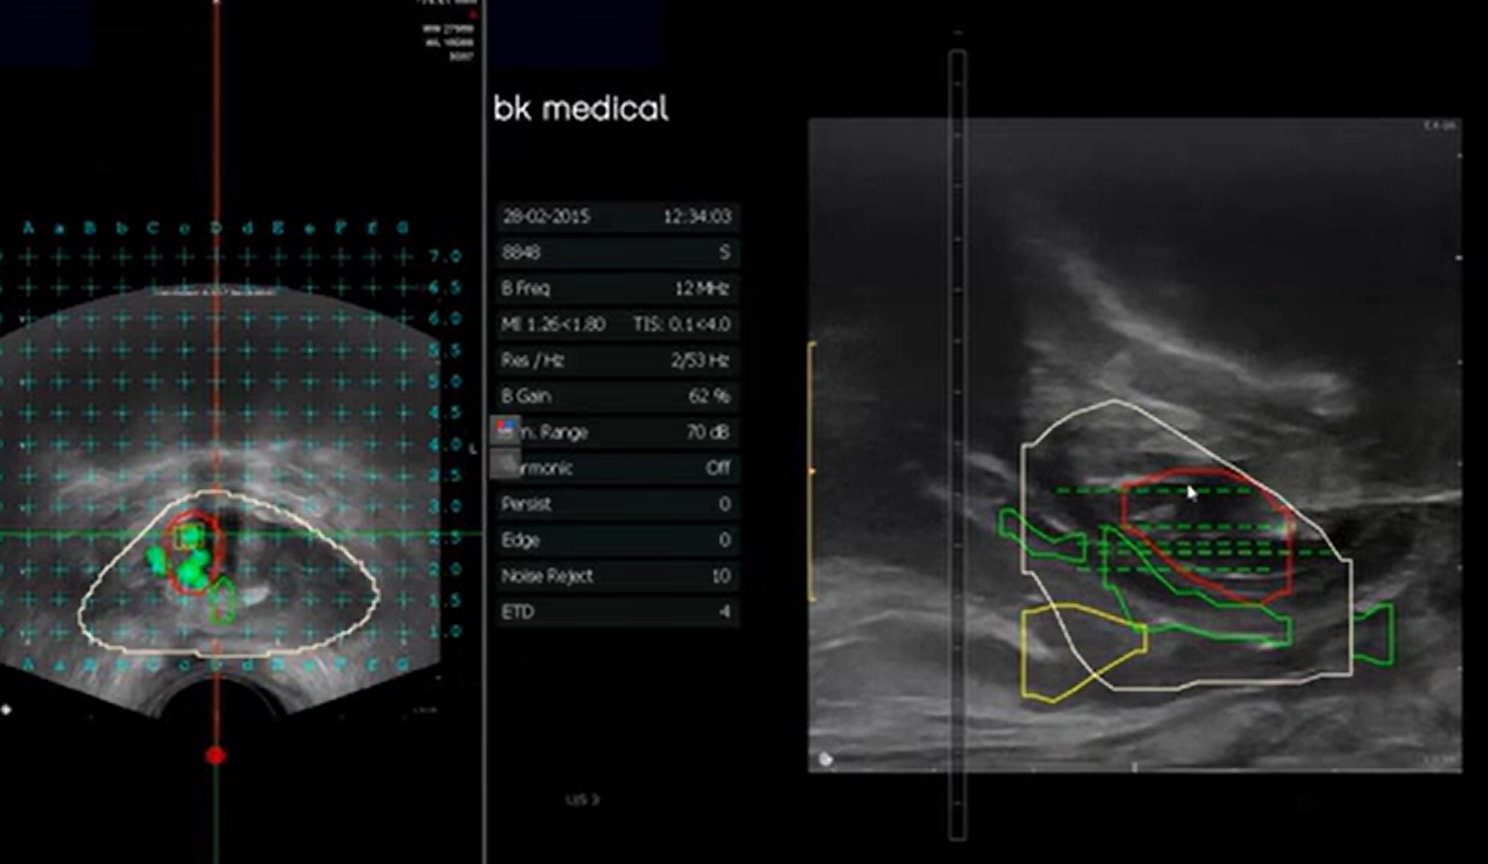 A a B b C c D d E e F f G
7.0
6.5
6.0
5.5
5.0
4.5
4.0
3.5
3.0
2.5
2.0
1.5
1.0
A a B b C c D d E e F f G
bk medical
28-02-2015 12:34:03
8848 S
B Freq 12 MHz
MI 1.26<1.80 TIS: 0.1<4.0
Res / Hz 2/53 Hz
B Gain 62 %
n. Range 70 dB
rmonic Off
Persist 0
Edge 0
Noise Reject 10
ETD -4